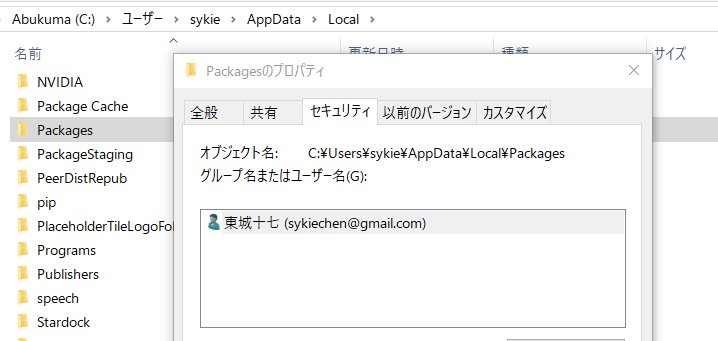 Abukuma (C:) > ユーザー > sykie > AppData > Local >
名前 更新日時 種類 サイズ
NVIDIA
Package Cache
Packages
PackageStaging
PeerDistRepub
pip
PlaceholderTileLogoFol
Programs
Publishers
speech
Stardock
Packagesのプロパティ
全般 共有 セキュリティ 以前のバージョン カスタマイズ
オブジェクト名: C:¥Users¥sykie¥AppData¥Local¥Packages
グループ名またはユーザー名(G):
東城十七 (sykiechen@gmail.com)